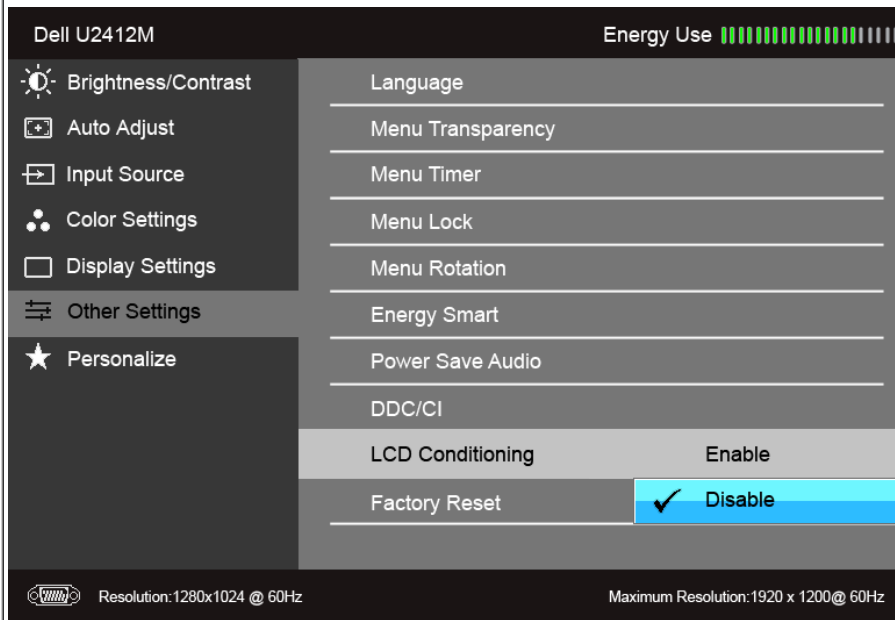 Dell U2412M
Energy Use
Brightness/Contrast
Auto Adjust
Input Source
Color Settings
Display Settings
Other Settings
Personalize
Language
Menu Transparency
Menu Timer
Menu Lock
Menu Rotation
Energy Smart
Power Save Audio
DDC/CI
LCD Conditioning
Enable
Factory Reset
Disable
Resolution:1280x1024 @ 60Hz
Maximum Resolution:1920 x 1200@ 60Hz